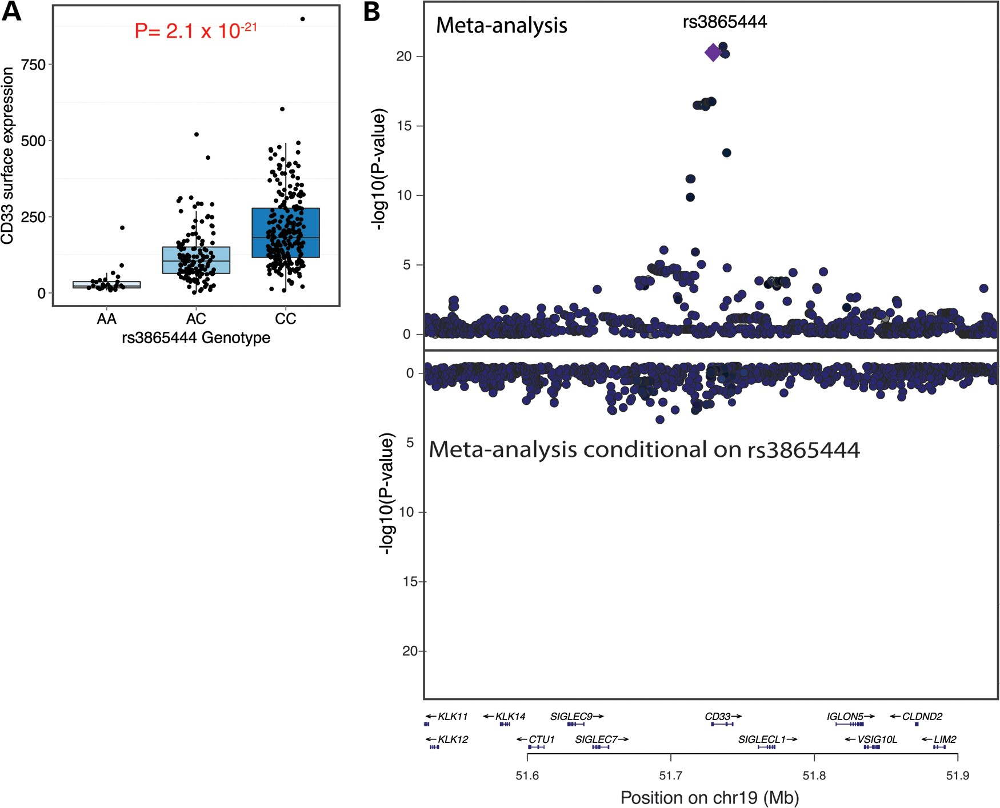 A
P= 2.1 x 10-21
CD33 surface expression
750
500
250
0
AA AC CC
rs3865444 Genotype
B
Meta-analysis
rs3865444
-log10(P-value)
20
15
10
5
0
0
5
10
15
20
-log10(P-value)
Meta-analysis conditional on rs3865444
←KLK11 ←KLK14 SIGLEC9→ CD33→ IGLON5→ ←CLDND2
←KLK12 ←CTU1 SIGLEC7→ SIGLECL1→ ←VSIG10L ←LIM2
51.6 51.7 51.8 51.9
Position on chr19 (Mb)